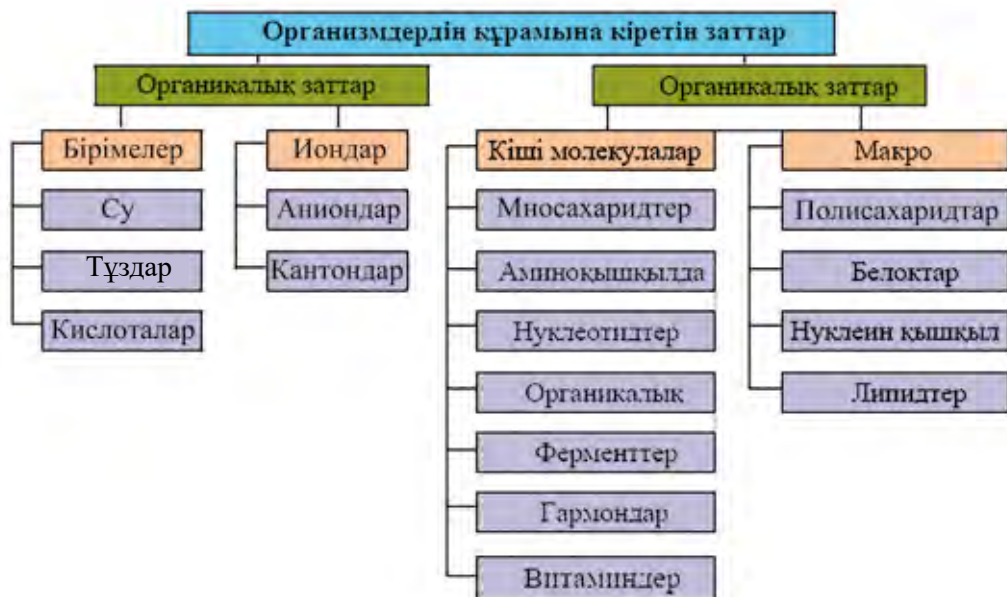 Организмдердің құрамына кіретін заттар
Органикалық заттар
Органикалық заттар
Бірімелер
Су
Тұздар
Кислоталар
Иондар
Аниондар
Кантондар
Кіші молекулалар
Мносахаридтер
Аминоқышқылда
Нуклеотидтер
Органикалық
Ферменттер
Гармондар
Витаминдер
Макро
Полисахаридтар
Белоктар
Нуклеин қышқыл
Липидтер